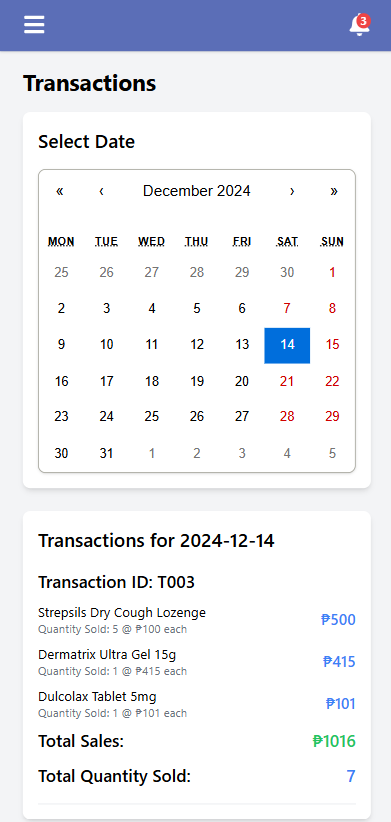 3
Transactions
Select Date
« ‹ December 2024 › »
MON TUE WED THU FRI SAT SUN
25 26 27 28 29 30 1
2 3 4 5 6 7 8
9 10 11 12 13 14 15
16 17 18 19 20 21 22
23 24 25 26 27 28 29
30 31 1 2 3 4 5
Transactions for 2024-12-14
Transaction ID: T003
Strepsils Dry Cough Lozenge
Quantity Sold: 5 @ ₱100 each
₱500
Dermatrix Ultra Gel 15g
Quantity Sold: 1 @ ₱415 each
₱415
Dulcolax Tablet 5mg
Quantity Sold: 1 @ ₱101 each
₱101
Total Sales: ₱1016
Total Quantity Sold: 7